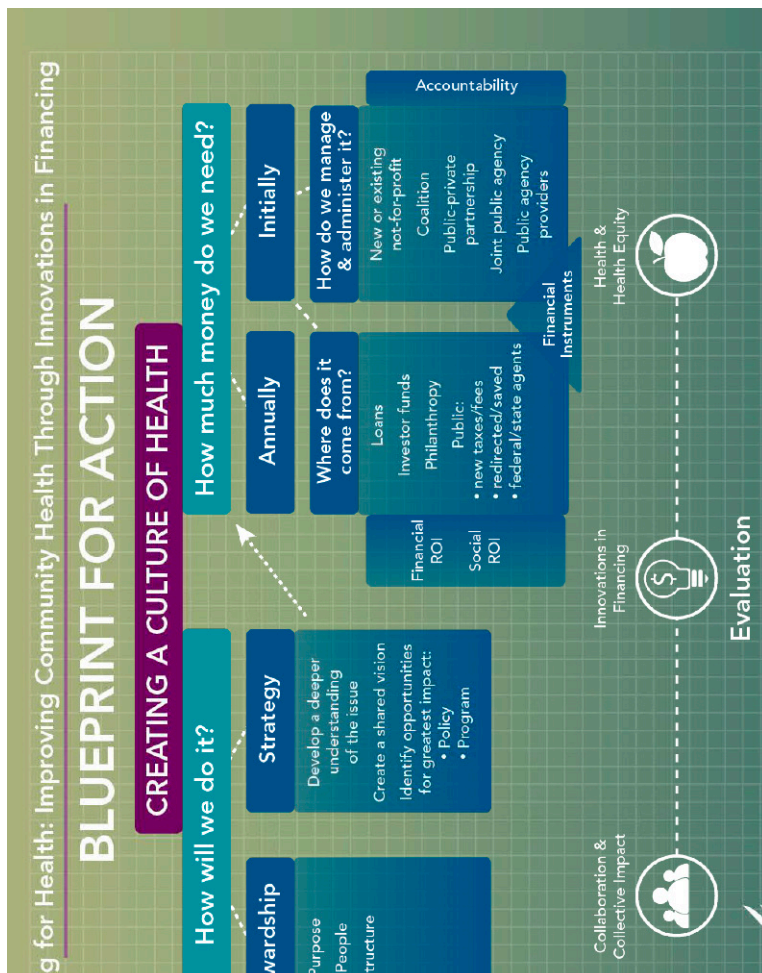 g for Health: Improving Community Health Through Innovations in Financing
BLUEPRINT FOR ACTION
CREATING A CULTURE OF HEALTH
How will we do it?
wardship
Purpose
People
tructure
Strategy
Develop a deeper
understanding
of the issue
Create a shared vision
Identify opportunities
for greatest impact:
• Policy
• Program
How much money do we need?
Annually
Initially
Where does it
come from?
Loans
Investor funds
Philanthropy
Public:
• new taxes/fees
• redirected/saved
• federal/state agents
Financial
ROI
Social
ROI
How do we manage
& administer it?
New or existing
not-for-profit
Coalition
Public-private
partnership
Joint public agency
Public agency
providers
Accountability
Financial
Instruments
Collaboration &
Collective Impact
Innovations in
Financing
$
Health &
Health Equity
Evaluation